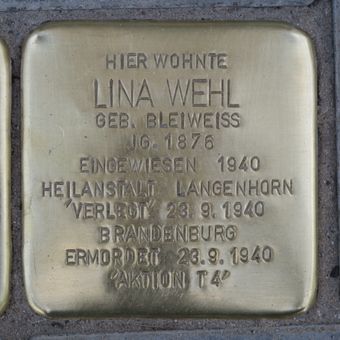 HIER WOHNTE
LINA WEHL
GEB. BLEIWEISS
JG. 1876
EINGEWIESEN 1940
HEILANSTALT LANGENHORN
'VERLEGT' 23.9.1940
BRANDENBURG
ERMORDET 23.9.1940
"AKTION T4"